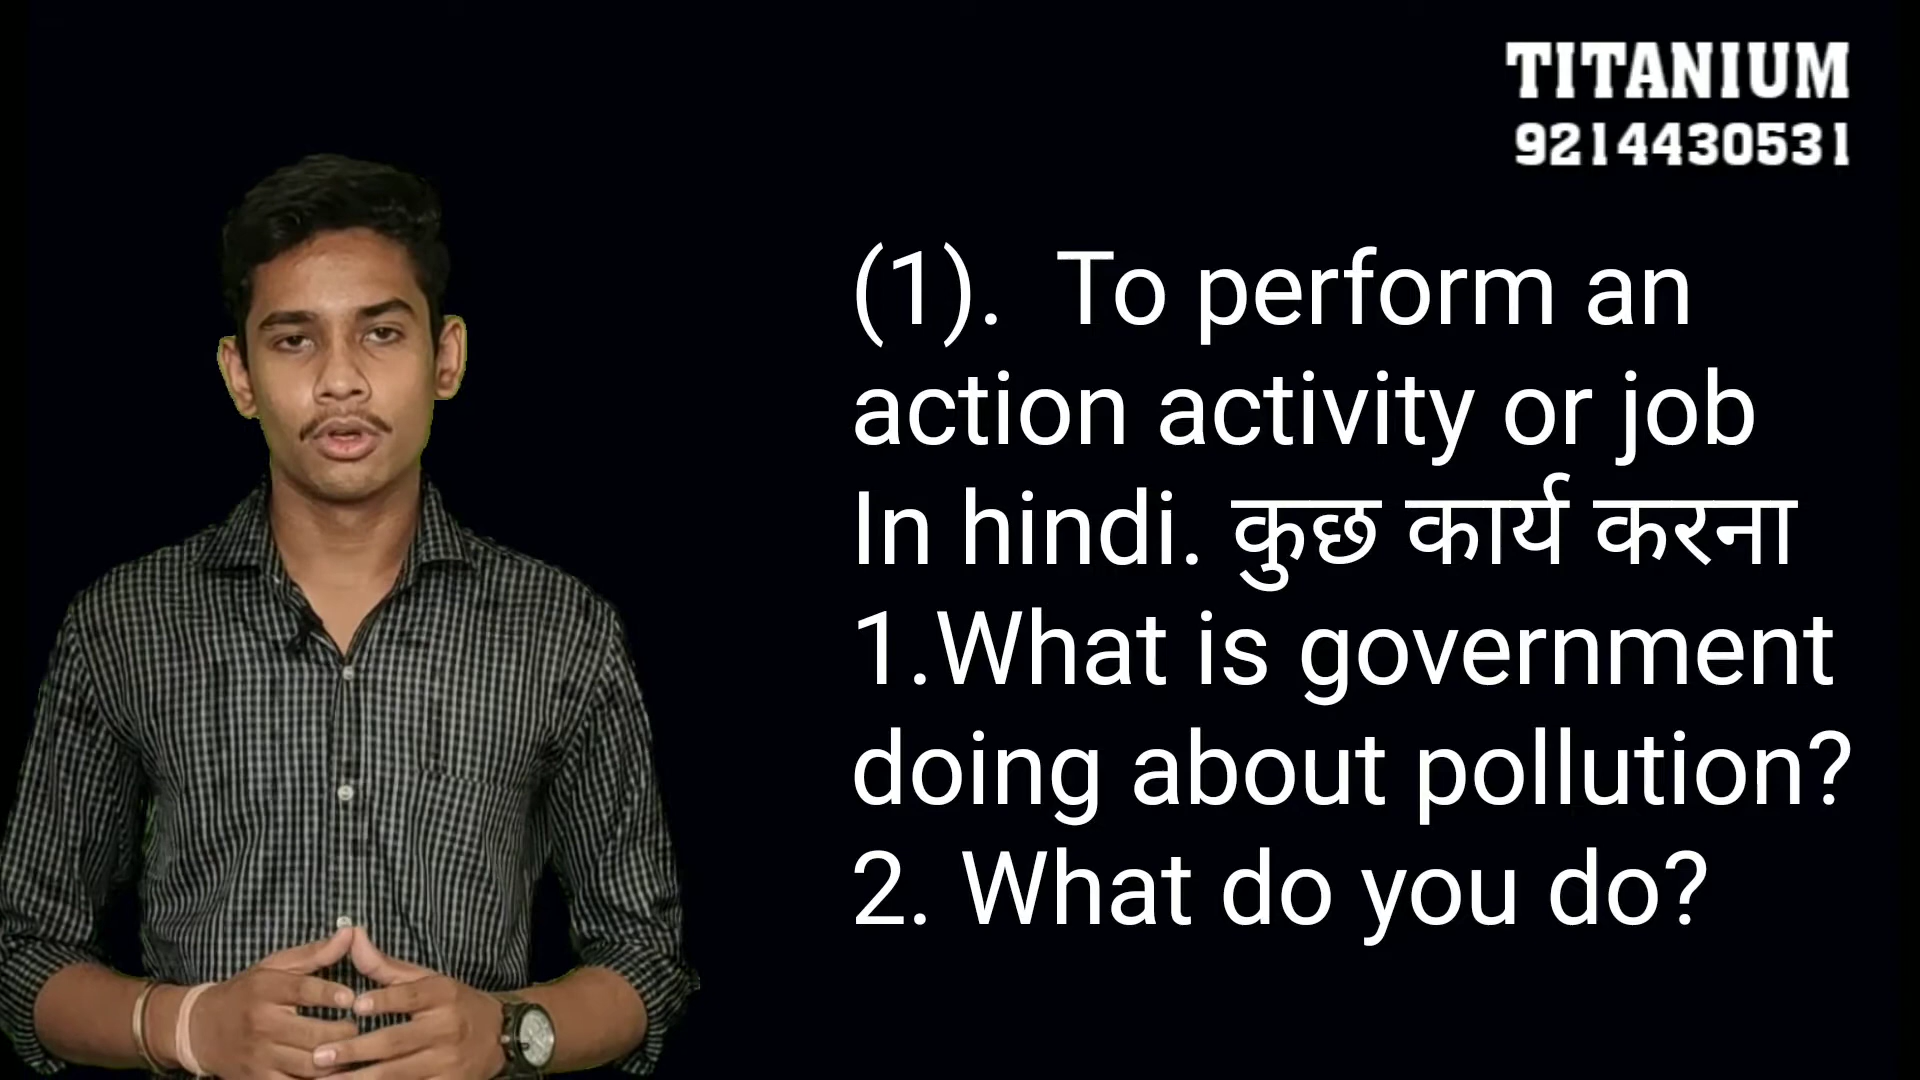 TITANIUM
9214430531
(1).  To perform an
action activity or job
In hindi. कुछ कार्य करना
1.What is government
doing about pollution?
2. What do you do?